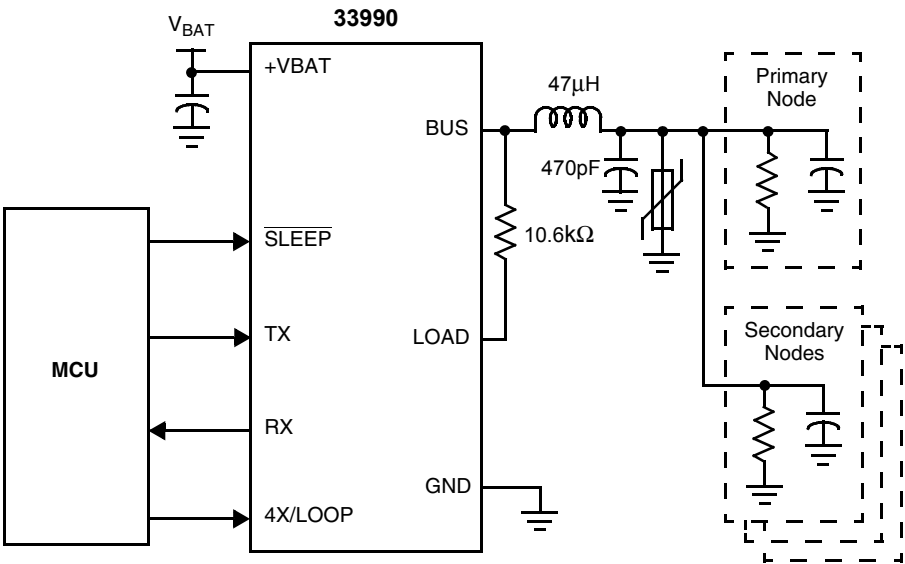 33990
VBAT
+VBAT
BUS
47μH
Primary
Node
470pF
SLEEP
10.6kΩ
TX
LOAD
Secondary
Nodes
MCU
RX
GND
4X/LOOP